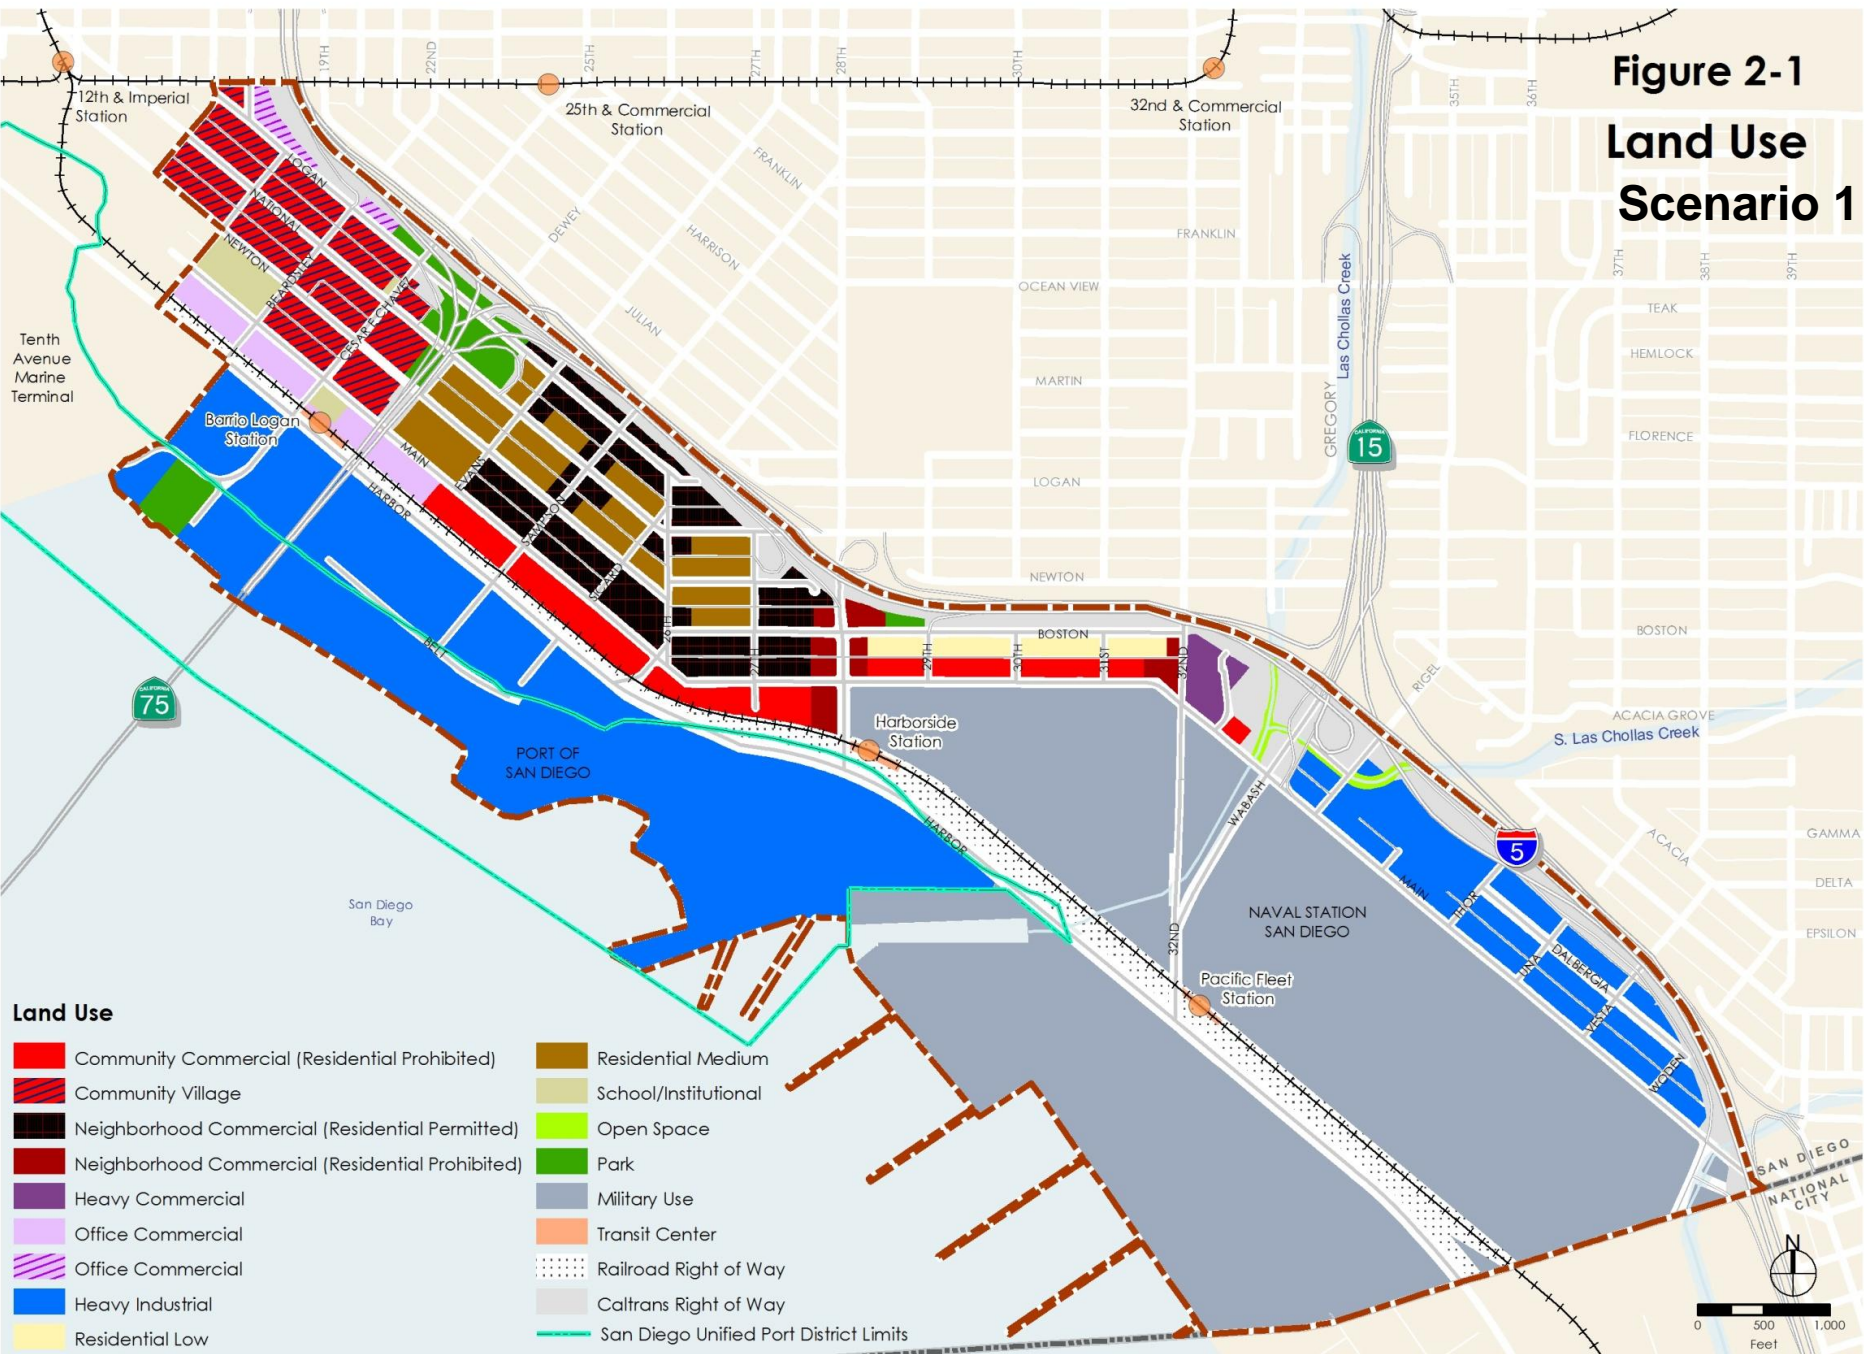 Figure 2-1
Land Use
Scenario 1
19TH
22ND
25TH
27TH
28TH
30TH
35TH
36TH
12th & Imperial
Station
25th & Commercial
Station
32nd & Commercial
Station
FRANKLIN
DEWEY
HARRISON
JULIAN
FRANKLIN
OCEAN VIEW
MARTIN
LOGAN
NEWTON
GREGORY
Las Chollas Creek
37TH
38TH
39TH
TEAK
HEMLOCK
FLORENCE
BOSTON
RIGEL
ACACIA GROVE
S. Las Chollas Creek
ACACIA
GAMMA
DELTA
EPSILON
CALIFORNIA
15
LOGAN
NATIONAL
NEWTON
BEARDSLEY
CESAR E CHAVEZ
Tenth
Avenue
Marine
Terminal
Barrio Logan
Station
MAIN
EVANS
HARBOR
SAMPSON
SICARD
26TH
27TH
BELT
BOSTON
29TH
30TH
31ST
32ND
CALIFORNIA
75
PORT OF
SAN DIEGO
Harborside
Station
HARBOR
WABASH
32ND
NAVAL STATION
SAN DIEGO
Pacific Fleet
Station
5
MAIN
THOR
UNA
DALBERGIA
VESTA
WODEN
San Diego
Bay
SAN DIEGO
NATIONAL
CITY
Land Use
Community Commercial (Residential Prohibited)
Community Village
Neighborhood Commercial (Residential Permitted)
Neighborhood Commercial (Residential Prohibited)
Heavy Commercial
Office Commercial
Office Commercial
Heavy Industrial
Residential Low
Residential Medium
School/Institutional
Open Space
Park
Military Use
Transit Center
Railroad Right of Way
Caltrans Right of Way
San Diego Unified Port District Limits
N
0 500 1,000
Feet